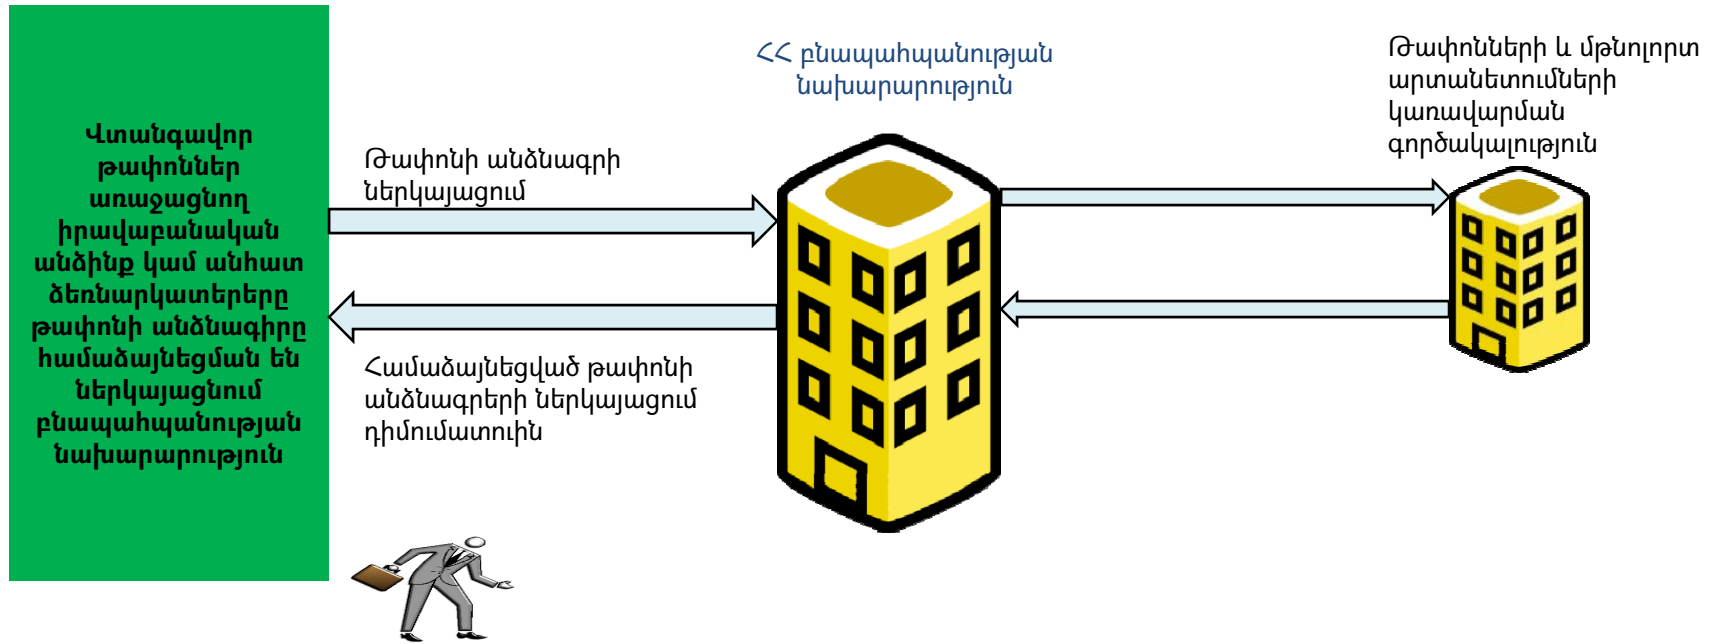 Վտանգավոր
թափոններ
առաջացնող
իրավաբանական
անձինք կամ անհատ
ձեռնարկատերերը
թափոնի անձնագիրը
համաձայնեցման են
ներկայացնում
բնապահպանության
նախարարություն
Թափոնի անձնագրի
ներկայացում
Համաձայնեցված թափոնի
անձնագրերի ներկայացում
դիմումատուին
ՀՀ բնապահպանության
նախարարություն
Թափոնների և մթնոլորտ
արտանետումների
կառավարման
գործակալություն